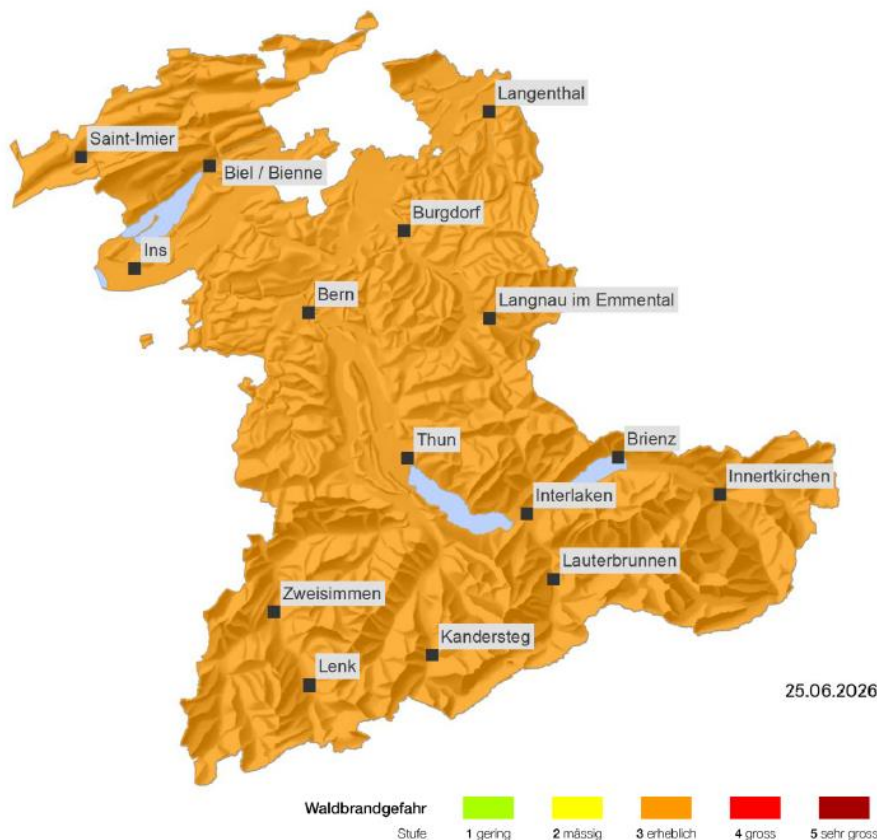 Langenthal
Saint-Imier
Biel / Bienne
Burgdorf
Ins
Bern
Langnau im Emmental
Thun
Brienz
Innertkirchen
Interlaken
Lauterbrunnen
Zweisimmen
Kandersteg
Lenk
25.06.2026
Waldbrandgefahr
Stufe 1 gering 2 mässig 3 erheblich 4 gross 5 sehr gross